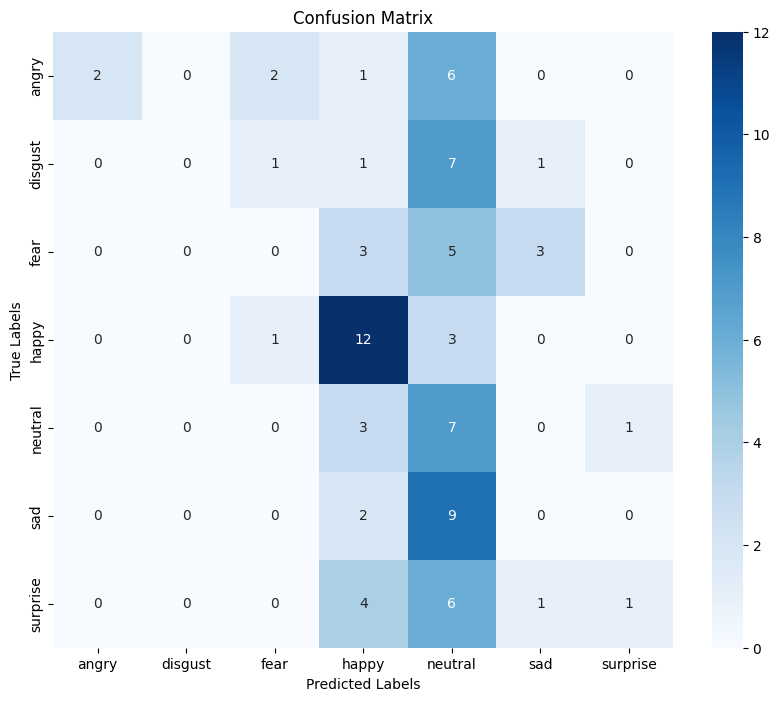 Confusion Matrix
angry 2 0 2 1 6 0 0
disgust 0 0 1 1 7 1 0
fear 0 0 0 3 5 3 0
happy 0 0 1 12 3 0 0
neutral 0 0 0 3 7 0 1
sad 0 0 0 2 9 0 0
surprise 0 0 0 4 6 1 1
angry disgust fear happy neutral sad surprise
Predicted Labels
True Labels
12
10
8
6
4
2
0